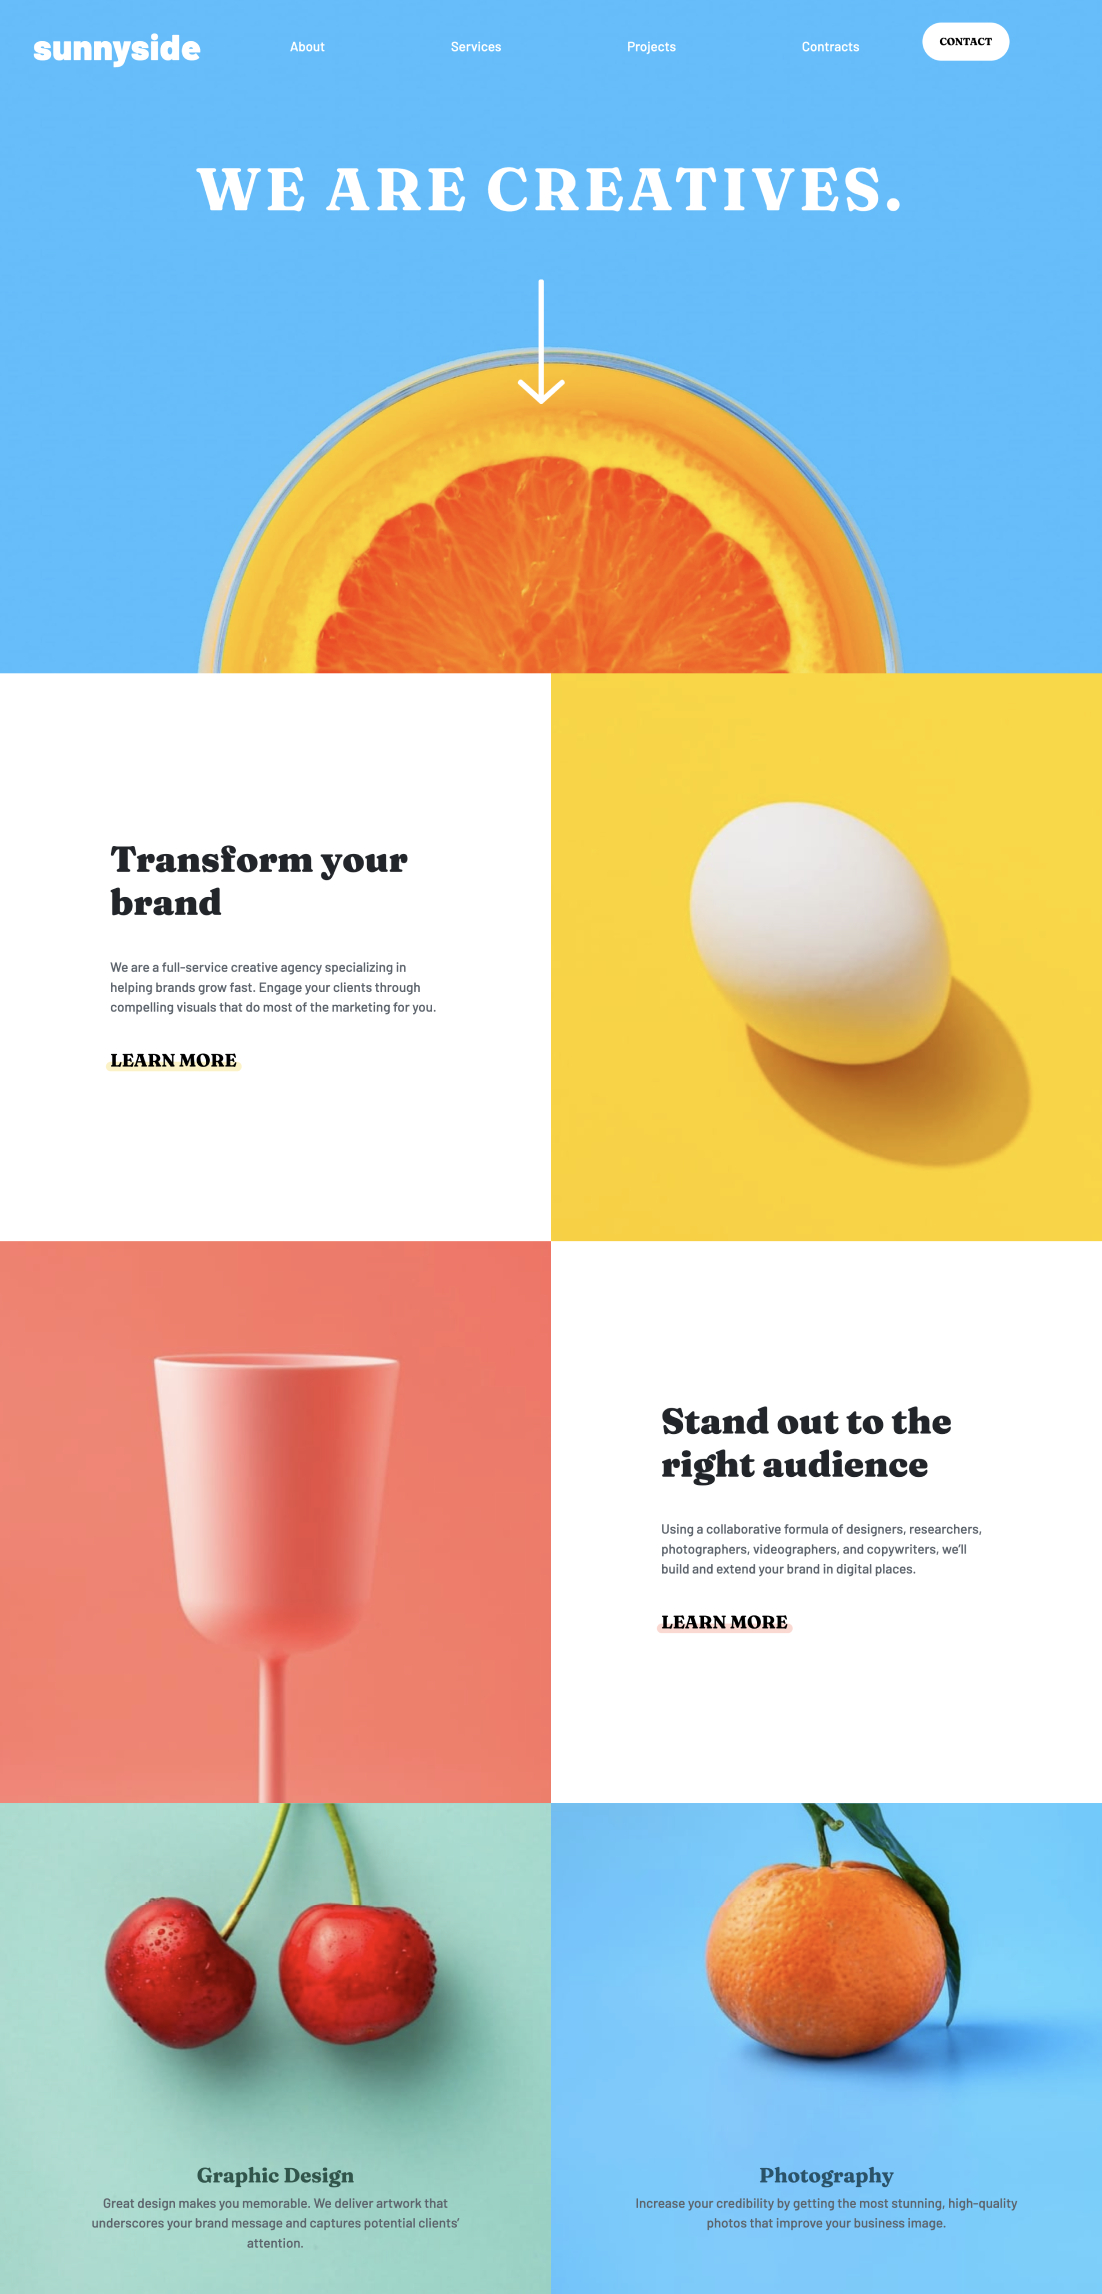 sunnyside
About
Services
Projects
Contracts
CONTACT
WE ARE CREATIVES.
Transform your
brand
We are a full-service creative agency specializing in
helping brands grow fast. Engage your clients through
compelling visuals that do most of the marketing for you.
LEARN MORE
Stand out to the
right audience
Using a collaborative formula of designers, researchers,
photographers, videographers, and copywriters, we'll
build and extend your brand in digital places.
LEARN MORE
Graphic Design
Great design makes you memorable. We deliver artwork that
underscores your brand message and captures potential clients'
attention.
Photography
Increase your credibility by getting the most stunning, high-quality
photos that improve your business image.